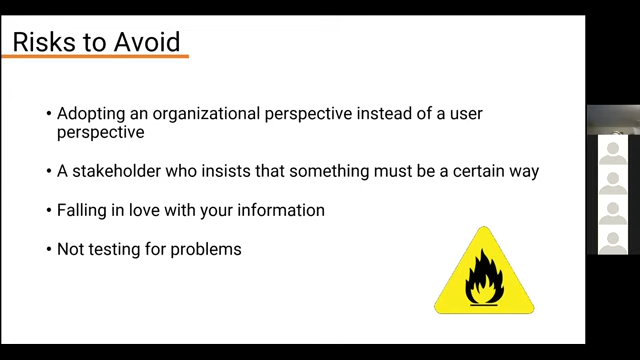 Risks to Avoid
• Adopting an organizational perspective instead of a user
perspective
• A stakeholder who insists that something must be a certain way
• Falling in love with your information
• Not testing for problems